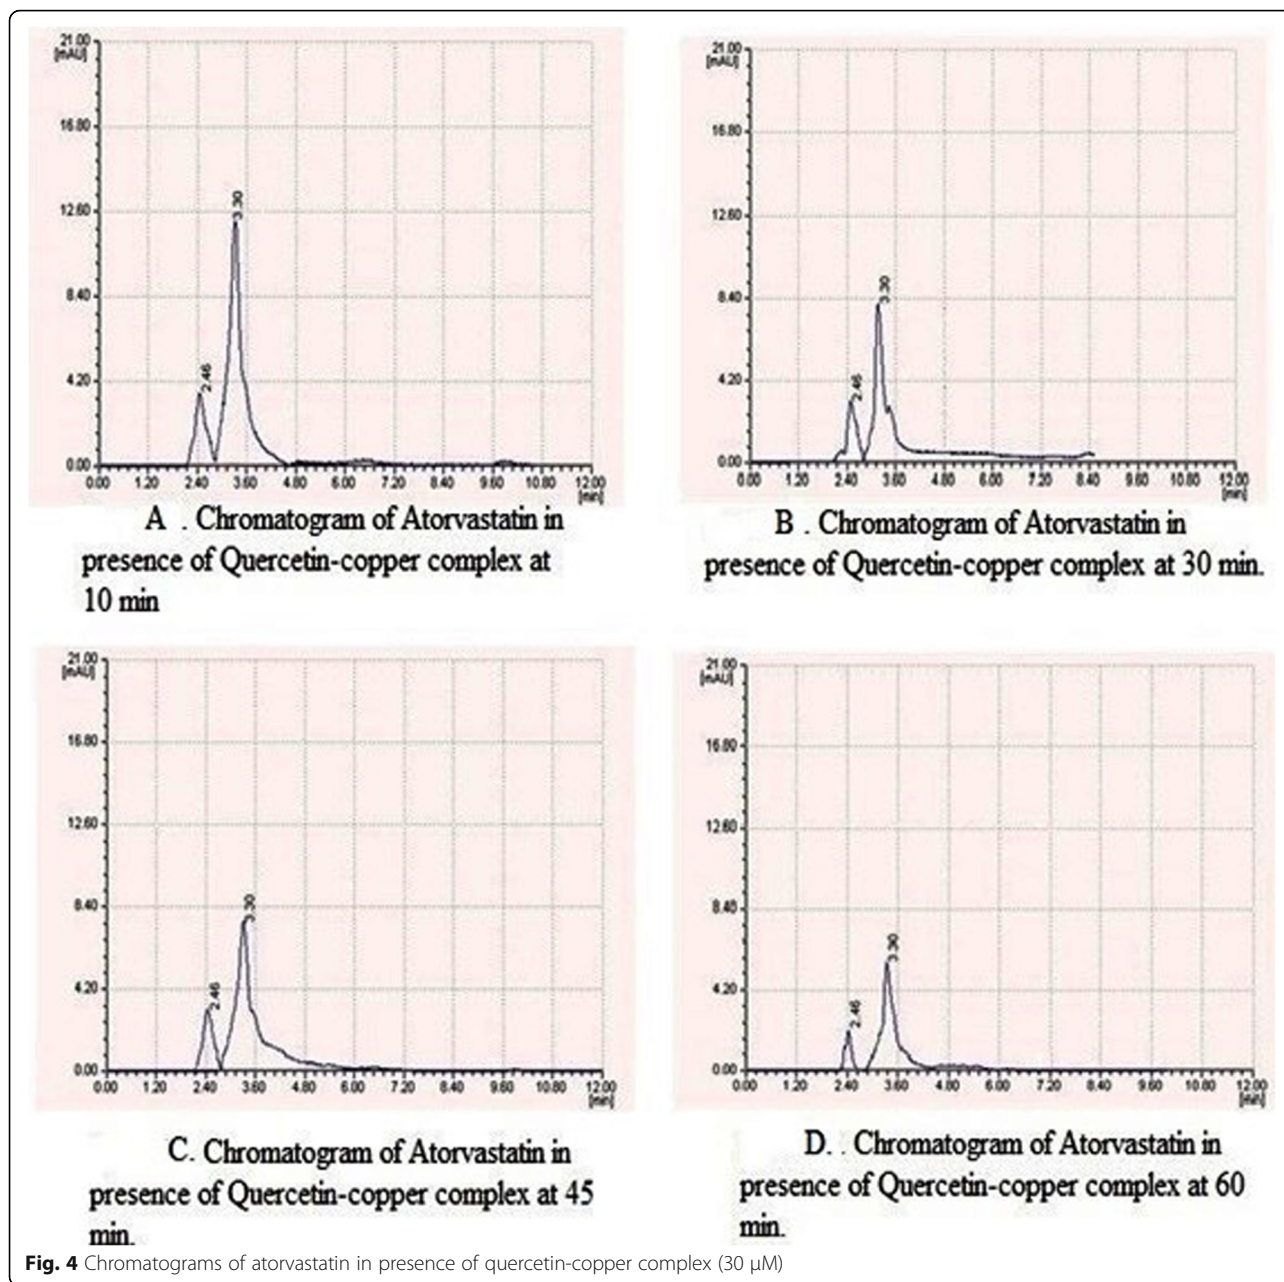 21.00
[mAU]
16.80
12.60
8.40
4.20
0.00
2.46
3.30
0.00 1.20 2.40 3.60 4.80 6.00 7.20 8.40 9.60 10.80 12.00
[min]
A . Chromatogram of Atorvastatin in
presence of Quercetin-copper complex at
10 min
21.00
[mAU]
16.80
12.60
8.40
4.20
0.00
2.46
3.30
0.00 1.20 2.40 3.60 4.80 6.00 7.20 8.40 9.60 10.80 12.00
[min]
B . Chromatogram of Atorvastatin in
presence of Quercetin-copper complex at 30 min.
21.00
[mAU]
16.80
12.60
8.40
4.20
0.00
2.46
3.30
0.00 1.20 2.40 3.60 4.80 6.00 7.20 8.40 9.60 10.80 12.00
[min]
C. Chromatogram of Atorvastatin in
presence of Quercetin-copper complex at 45
min.
21.00
[mAU]
16.80
12.60
8.40
4.20
0.00
2.46
3.30
0.00 1.20 2.40 3.60 4.80 6.00 7.20 8.40 9.60 10.80 12.00
[min]
D. . Chromatogram of Atorvastatin in
presence of Quercetin-copper complex at 60
min.
Fig. 4 Chromatograms of atorvastatin in presence of quercetin-copper complex (30 μM)